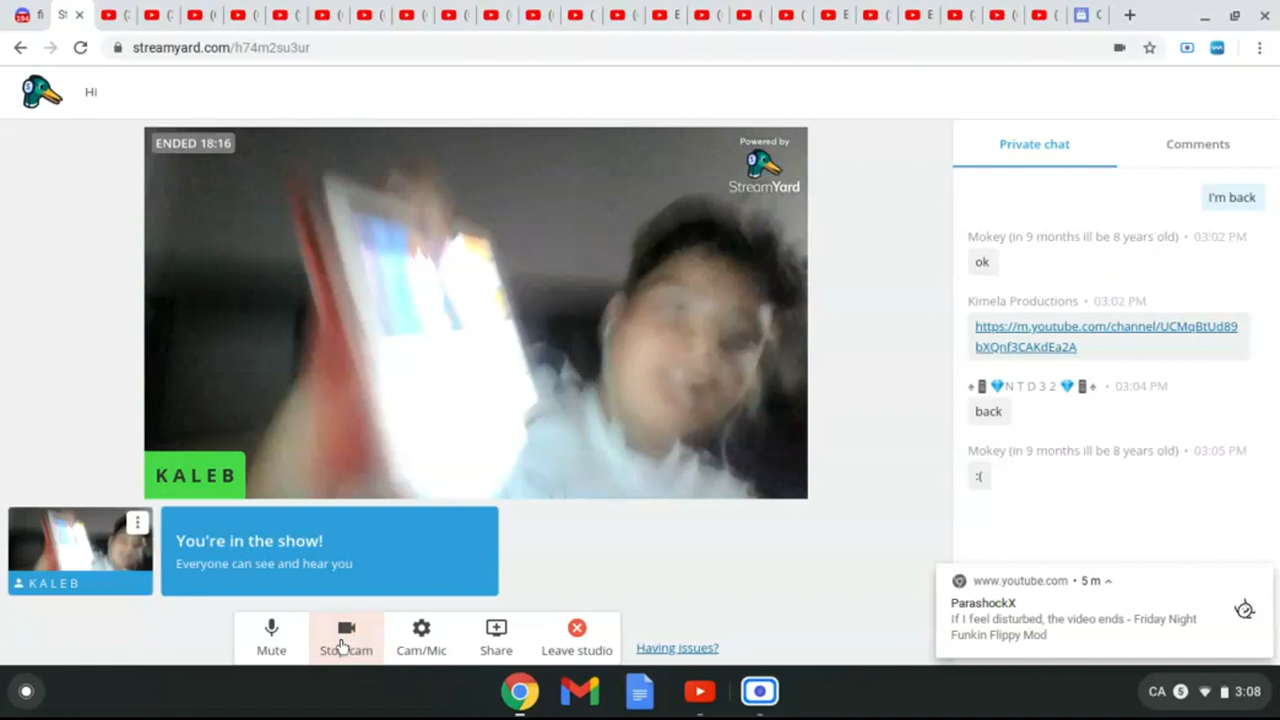 194
streamyard.com/h74m2su3ur
Hi
ENDED 18:16
Powered by
StreamYard
KALEB
KALEB
You're in the show!
Everyone can see and hear you
Mute
Cam/Mic
Share
Leave studio
Having issues?
Private chat
Comments
I'm back
Mokey (in 9 months ill be 8 years old) • 03:02 PM
ok
Kimela Productions • 03:02 PM
https://m.youtube.com/channel/UCMqBtUd89
bXQnf3CAKdEa2A
♠️📱💎N T D 3 2 💎📱♠️ • 03:04 PM
back
Mokey (in 9 months ill be 8 years old) • 03:05 PM
:(
www.youtube.com • 5 m
ParashockX
If I feel disturbed, the video ends - Friday Night
Funkin Flippy Mod
CA 5 3:08